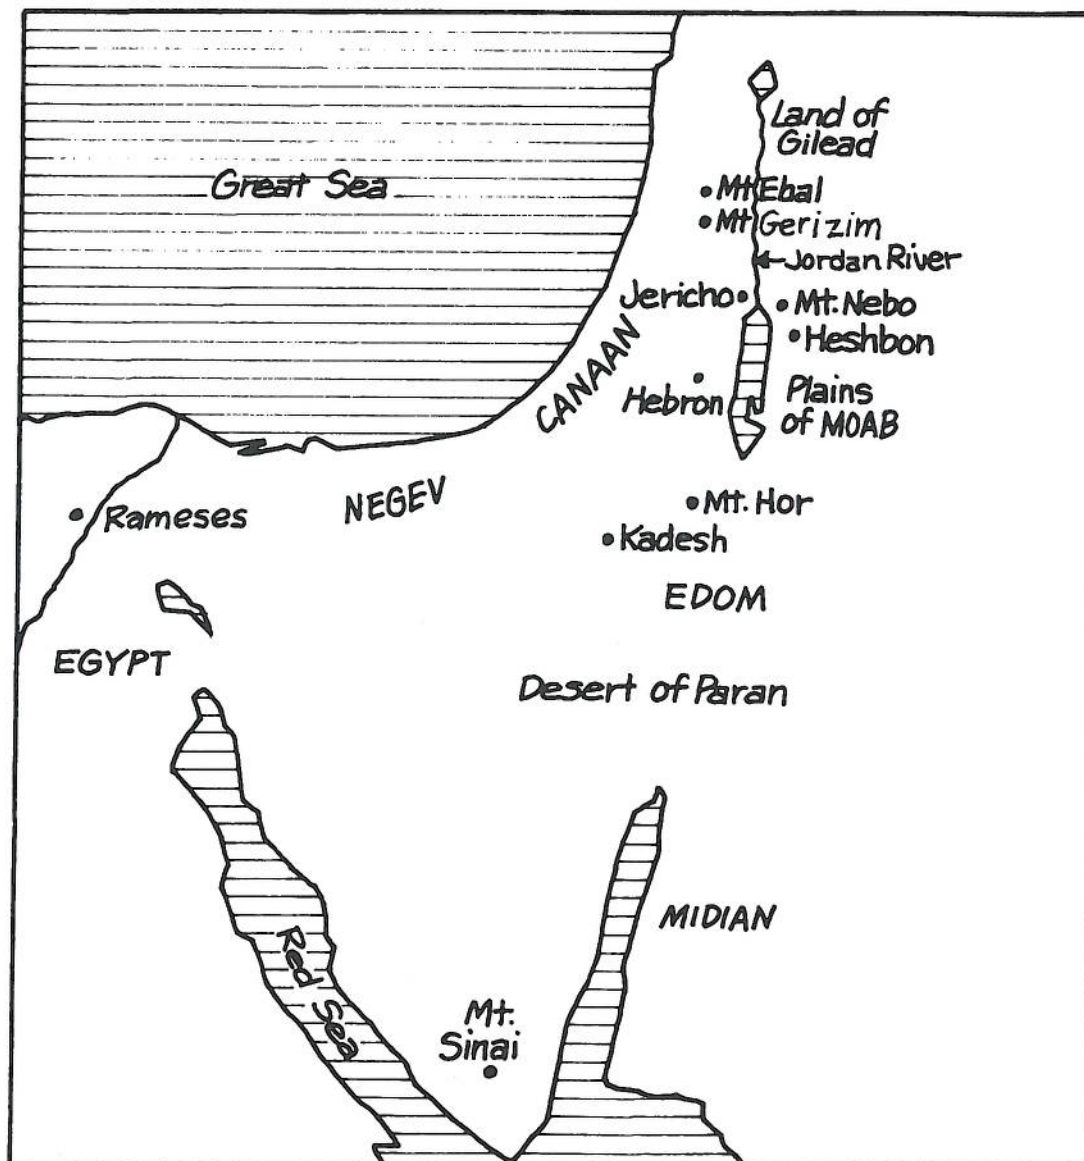 Land of
Gilead
Great Sea
Mt Ebal
Mt Gerizim
Jordan River
Jericho
Mt. Nebo
Heshbon
CANAAN
Hebron
Plains
of MOAB
NEGEV
Mt. Hor
Rameses
Kadesh
EDOM
EGYPT
Desert of Paran
MIDIAN
Red Sea
Mt.
Sinai